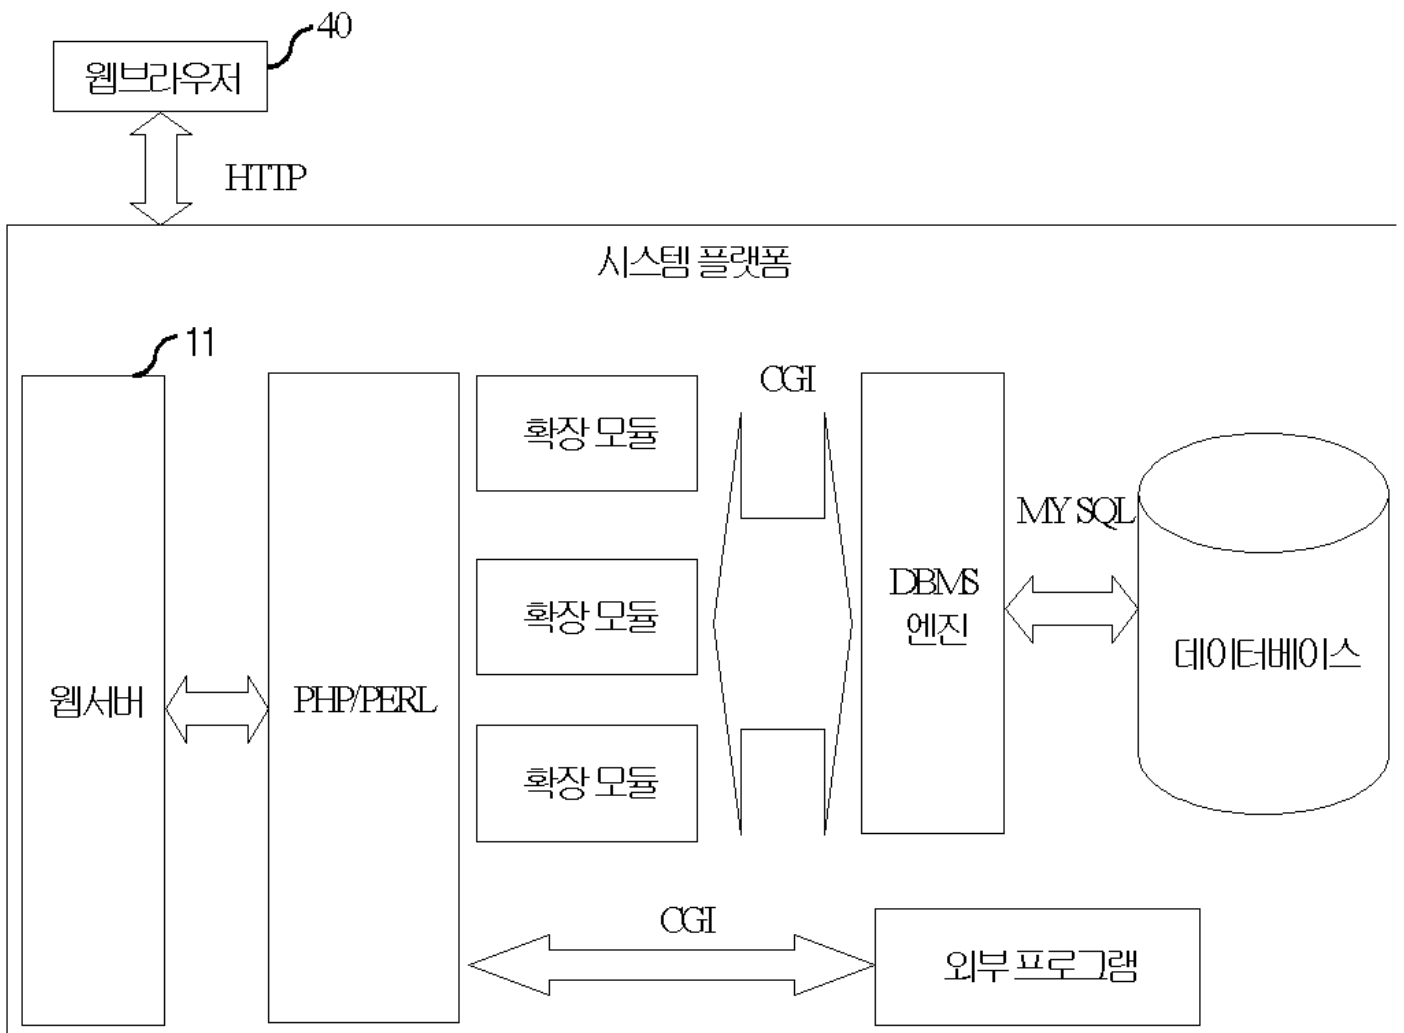 40
웹브라우저
HTTP
시스템 플랫폼
11
웹서버
PHP/PERL
확장 모듈
확장 모듈
확장 모듈
CGI
DBMS
엔진
MY SQL
데이터베이스
CGI
외부 프로그램